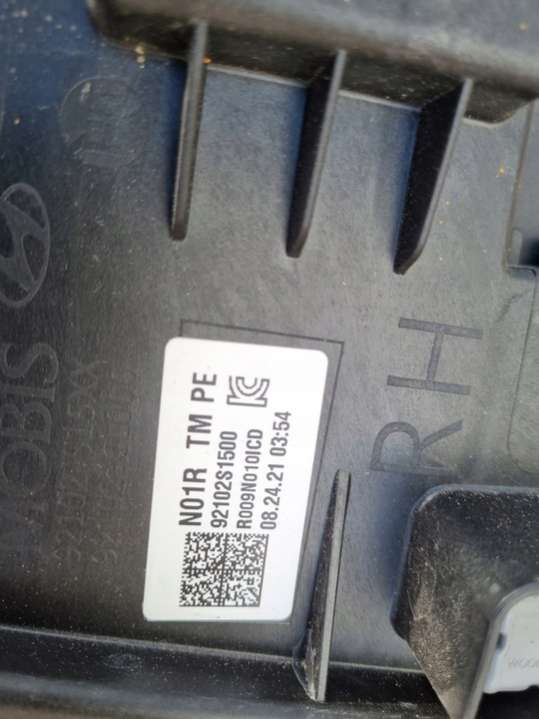 MOBIS
N01R TM PE
92102S1500
R009N010ICD
08.24.21 03:54
RH